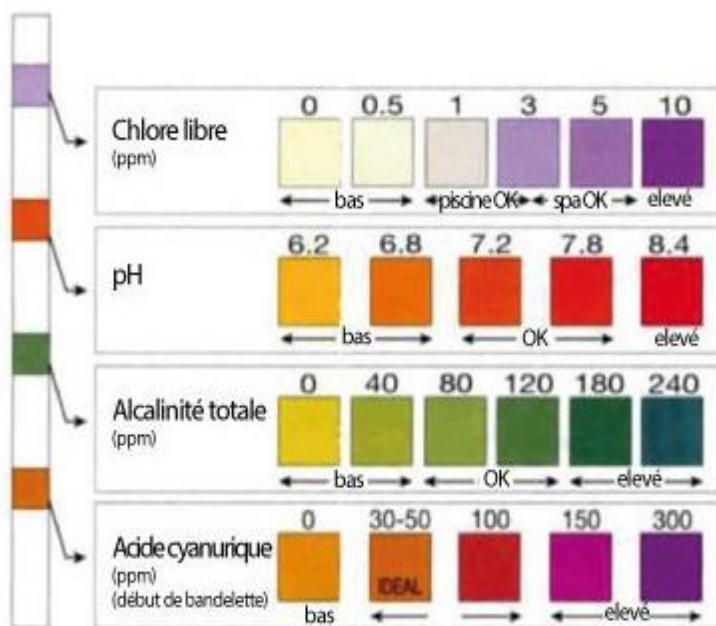 0 0.5 1 3 5 10
Chlore libre
(ppm)
bas piscine OK spa OK elevé
6.2 6.8 7.2 7.8 8.4
pH
bas OK elevé
0 40 80 120 180 240
Alcalinité totale
(ppm)
bas OK elevé
0 30-50 100 150 300
Acide cyanurique
(ppm)
IDEAL
(début de bandelette)
bas elevé